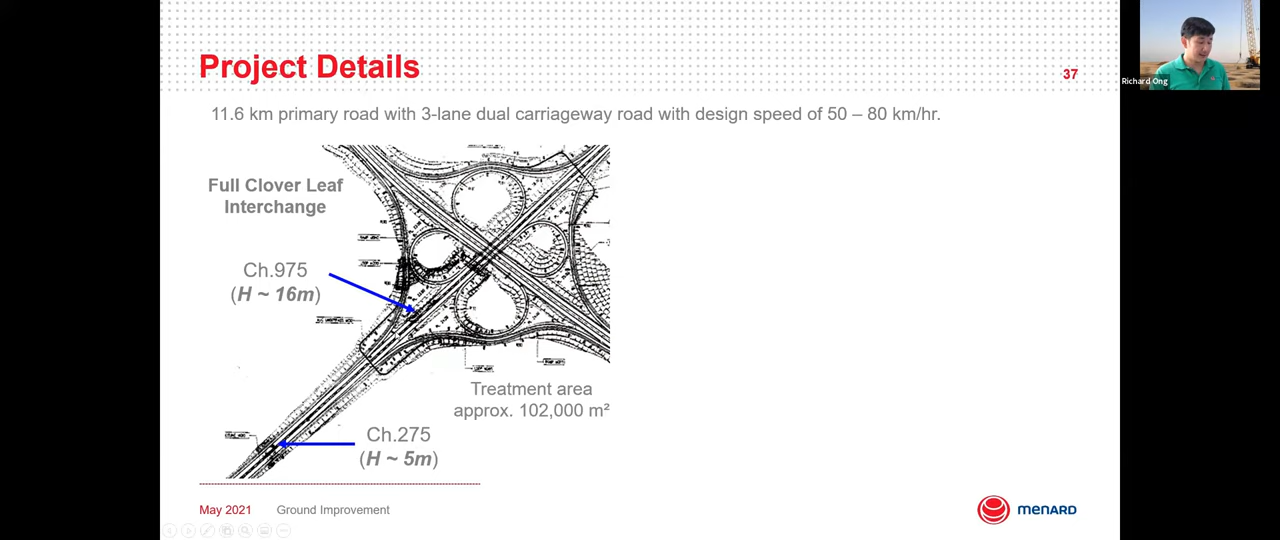 Project Details
37
Richard Ong
11.6 km primary road with 3-lane dual carriageway road with design speed of 50 – 80 km/hr.
Full Clover Leaf
Interchange
Ch.975
(H ~ 16m)
Treatment area
approx. 102,000 m²
Ch.275
(H ~ 5m)
May 2021 Ground Improvement
MENARD